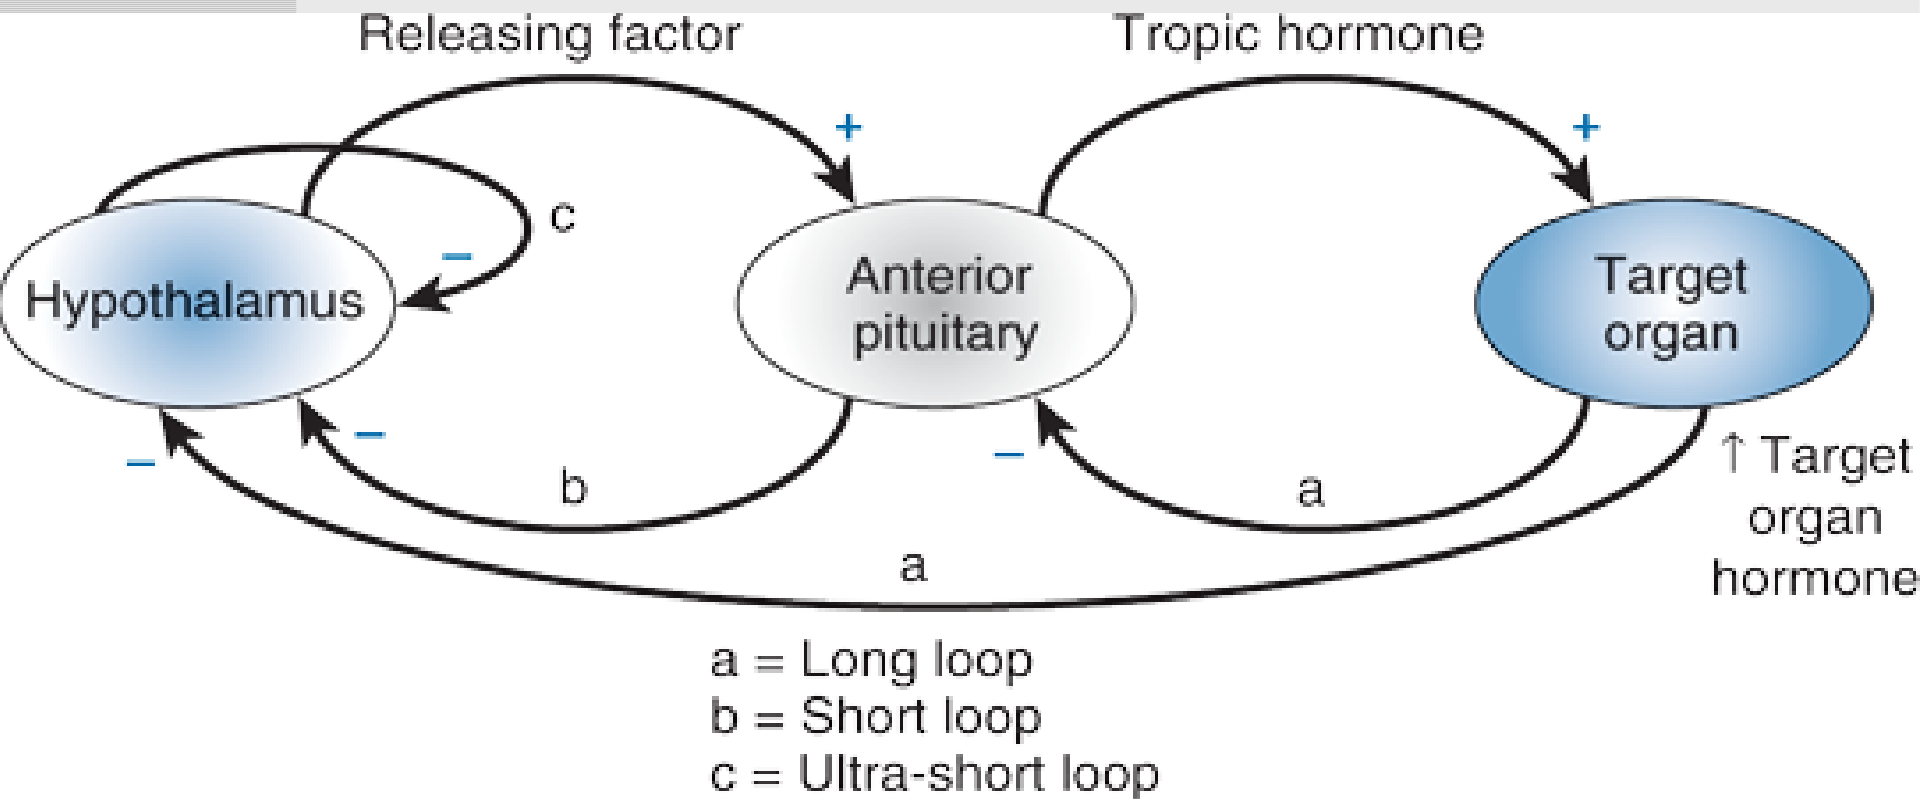 Releasing factor
Tropic hormone
+
+
c
–
Hypothalamus
Anterior
pituitary
Target
organ
–
–
–
b
a
a
↑ Target
organ
hormone
a = Long loop
b = Short loop
c = Ultra-short loop